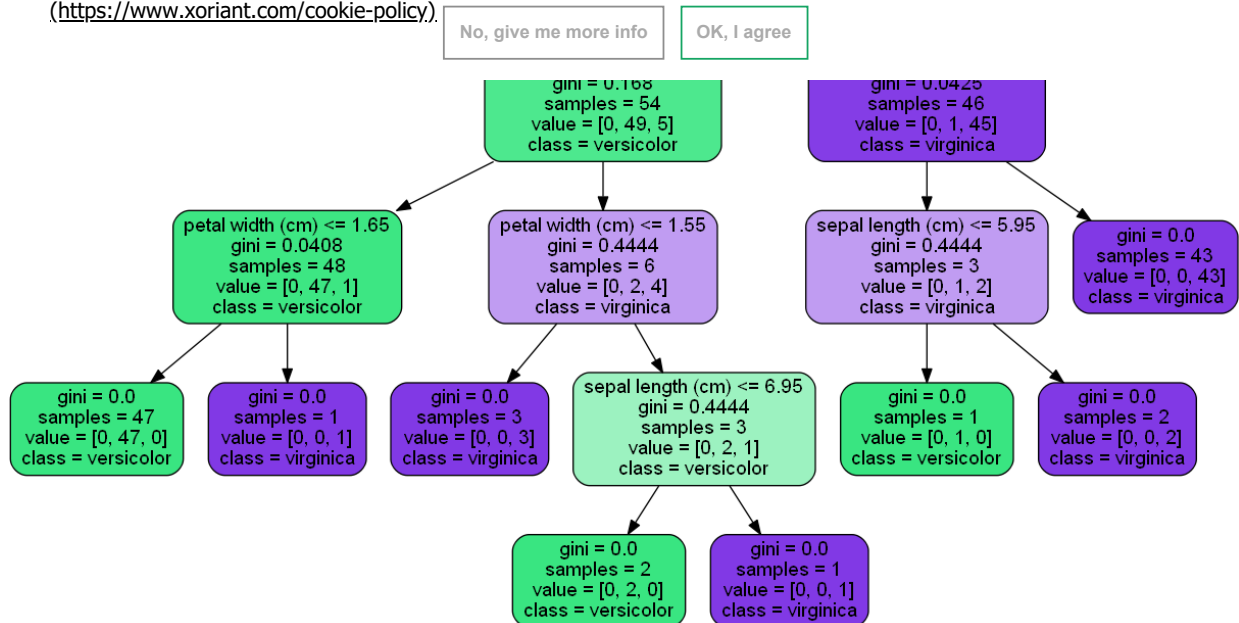 (https://www.xoriant.com/cookie-policy)
No, give me more info
OK, I agree
gini = 0.168
samples = 54
value = [0, 49, 5]
class = versicolor
gini = 0.0425
samples = 46
value = [0, 1, 45]
class = virginica
petal width (cm) <= 1.65
gini = 0.0408
samples = 48
value = [0, 47, 1]
class = versicolor
petal width (cm) <= 1.55
gini = 0.4444
samples = 6
value = [0, 2, 4]
class = virginica
sepal length (cm) <= 5.95
gini = 0.4444
samples = 3
value = [0, 1, 2]
class = virginica
gini = 0.0
samples = 43
value = [0, 0, 43]
class = virginica
gini = 0.0
samples = 47
value = [0, 47, 0]
class = versicolor
gini = 0.0
samples = 1
value = [0, 0, 1]
class = virginica
gini = 0.0
samples = 3
value = [0, 0, 3]
class = virginica
sepal length (cm) <= 6.95
gini = 0.4444
samples = 3
value = [0, 2, 1]
class = versicolor
gini = 0.0
samples = 1
value = [0, 1, 0]
class = versicolor
gini = 0.0
samples = 2
value = [0, 0, 2]
class = virginica
gini = 0.0
samples = 2
value = [0, 2, 0]
class = versicolor
gini = 0.0
samples = 1
value = [0, 0, 1]
class = virginica